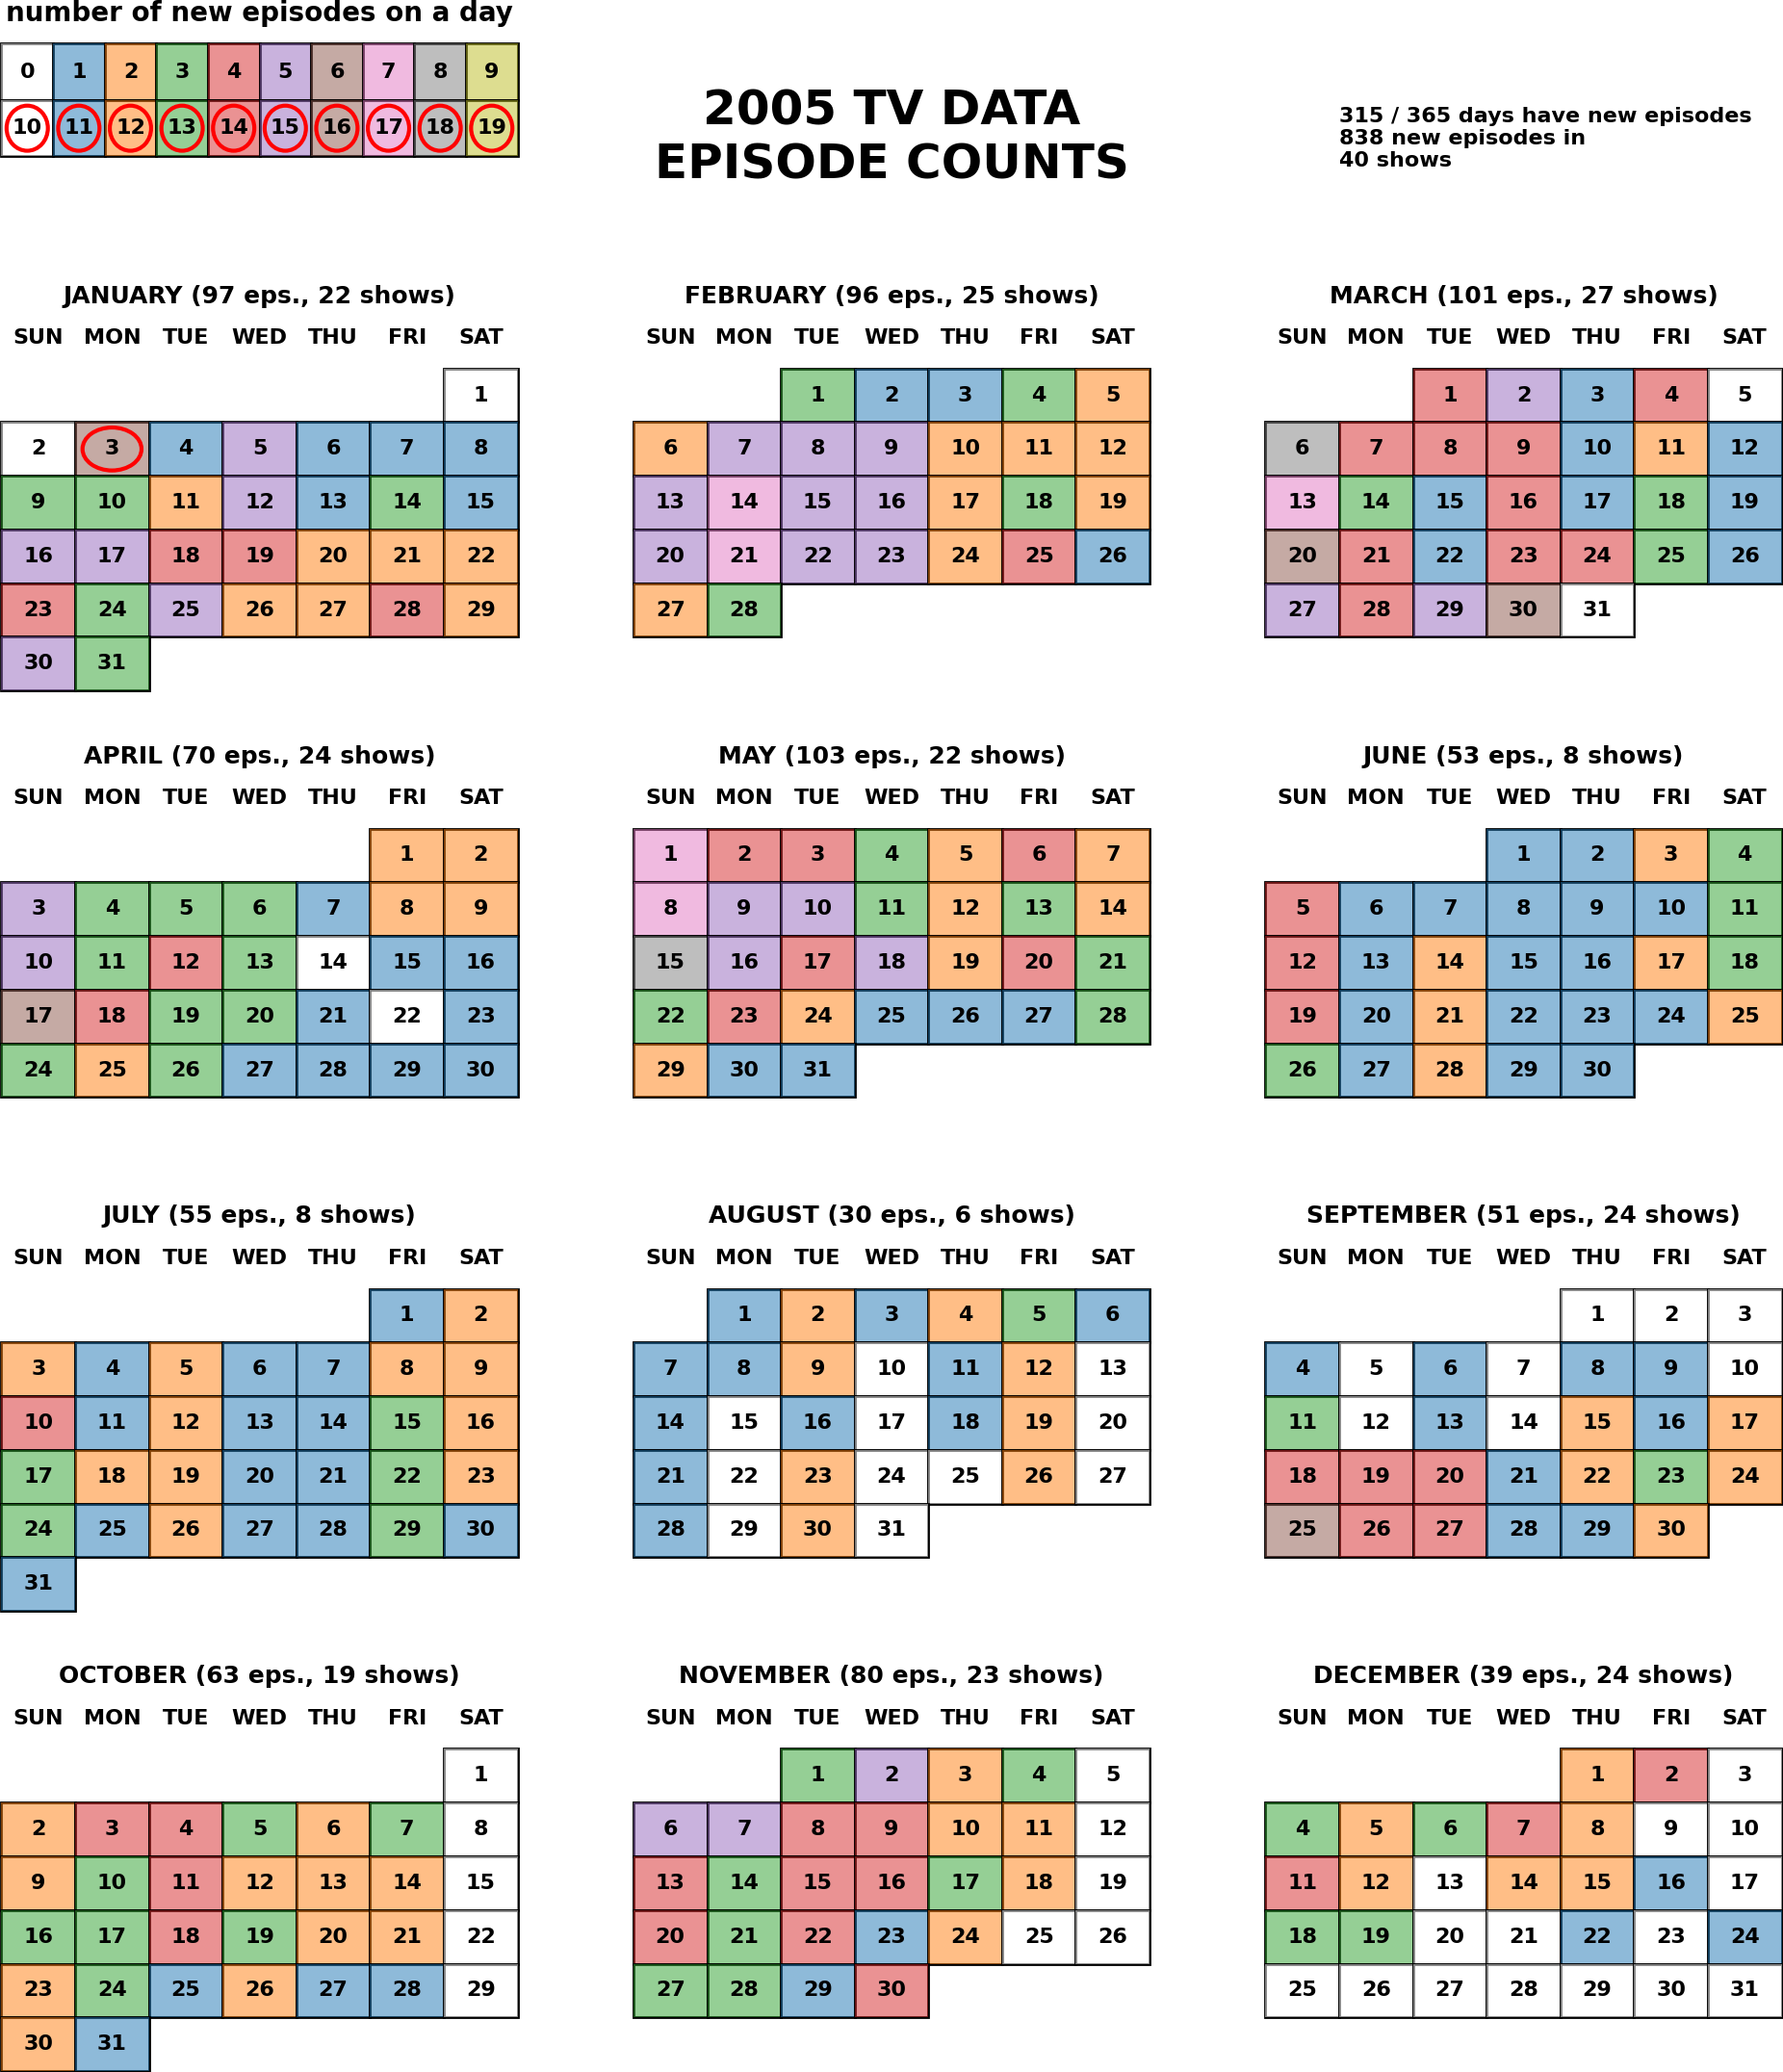 number of new episodes on a day
0 1 2 3 4 5 6 7 8 9
10 11 12 13 14 15 16 17 18 19
2005 TV DATA
EPISODE COUNTS
315 / 365 days have new episodes
838 new episodes in
40 shows
JANUARY (97 eps., 22 shows)
SUN MON TUE WED THU FRI SAT
1
2 3 4 5 6 7 8
9 10 11 12 13 14 15
16 17 18 19 20 21 22
23 24 25 26 27 28 29
30 31
FEBRUARY (96 eps., 25 shows)
SUN MON TUE WED THU FRI SAT
1 2 3 4 5
6 7 8 9 10 11 12
13 14 15 16 17 18 19
20 21 22 23 24 25 26
27 28
MARCH (101 eps., 27 shows)
SUN MON TUE WED THU FRI SAT
1 2 3 4 5
6 7 8 9 10 11 12
13 14 15 16 17 18 19
20 21 22 23 24 25 26
27 28 29 30 31
APRIL (70 eps., 24 shows)
SUN MON TUE WED THU FRI SAT
1 2
3 4 5 6 7 8 9
10 11 12 13 14 15 16
17 18 19 20 21 22 23
24 25 26 27 28 29 30
MAY (103 eps., 22 shows)
SUN MON TUE WED THU FRI SAT
1 2 3 4 5 6 7
8 9 10 11 12 13 14
15 16 17 18 19 20 21
22 23 24 25 26 27 28
29 30 31
JUNE (53 eps., 8 shows)
SUN MON TUE WED THU FRI SAT
1 2 3 4
5 6 7 8 9 10 11
12 13 14 15 16 17 18
19 20 21 22 23 24 25
26 27 28 29 30
JULY (55 eps., 8 shows)
SUN MON TUE WED THU FRI SAT
1 2
3 4 5 6 7 8 9
10 11 12 13 14 15 16
17 18 19 20 21 22 23
24 25 26 27 28 29 30
31
AUGUST (30 eps., 6 shows)
SUN MON TUE WED THU FRI SAT
1 2 3 4 5 6
7 8 9 10 11 12 13
14 15 16 17 18 19 20
21 22 23 24 25 26 27
28 29 30 31
SEPTEMBER (51 eps., 24 shows)
SUN MON TUE WED THU FRI SAT
1 2 3
4 5 6 7 8 9 10
11 12 13 14 15 16 17
18 19 20 21 22 23 24
25 26 27 28 29 30
OCTOBER (63 eps., 19 shows)
SUN MON TUE WED THU FRI SAT
1
2 3 4 5 6 7 8
9 10 11 12 13 14 15
16 17 18 19 20 21 22
23 24 25 26 27 28 29
30 31
NOVEMBER (80 eps., 23 shows)
SUN MON TUE WED THU FRI SAT
1 2 3 4 5
6 7 8 9 10 11 12
13 14 15 16 17 18 19
20 21 22 23 24 25 26
27 28 29 30
DECEMBER (39 eps., 24 shows)
SUN MON TUE WED THU FRI SAT
1 2 3
4 5 6 7 8 9 10
11 12 13 14 15 16 17
18 19 20 21 22 23 24
25 26 27 28 29 30 31